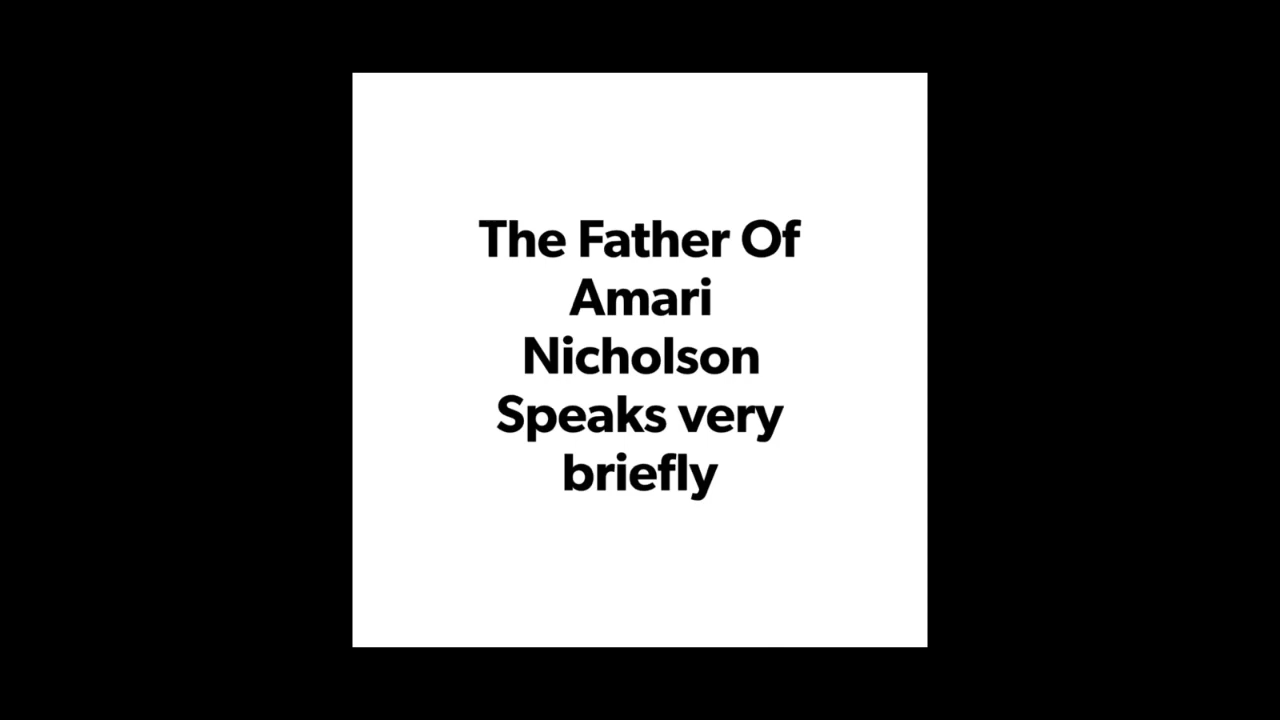 The Father Of
Amari
Nicholson
Speaks very
briefly